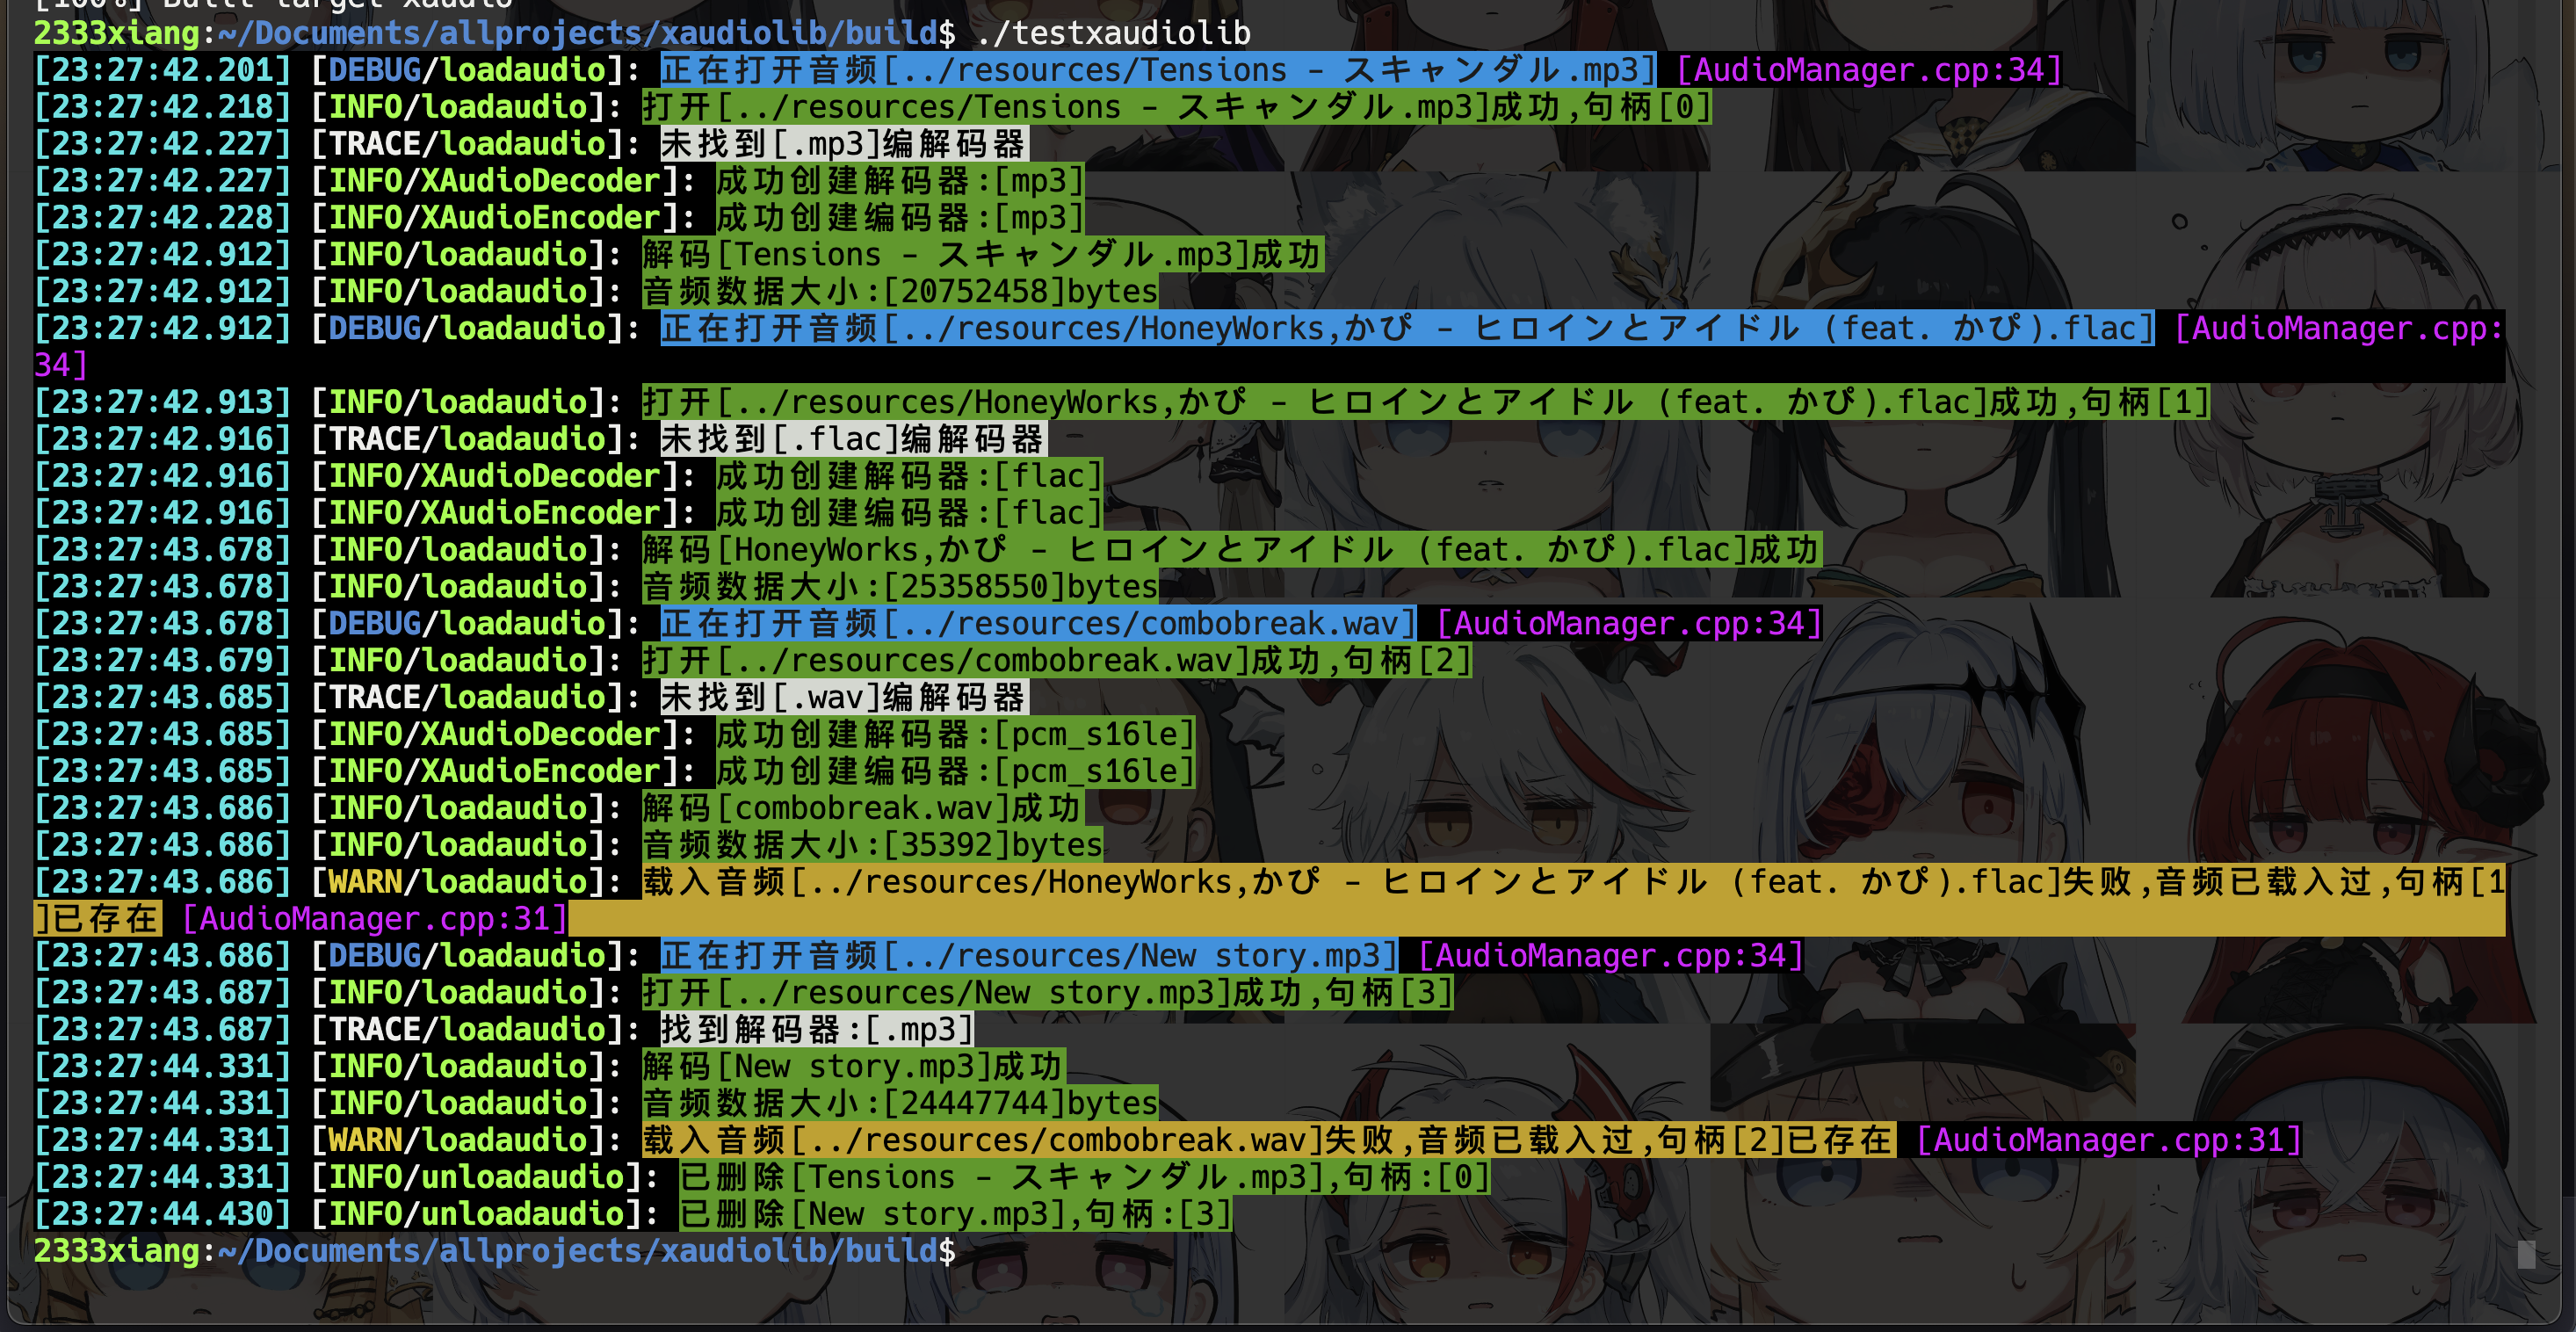 [100%] Built target xaudio
2333xiang:~/Documents/allprojects/xaudiolib/build$ ./testxaudiolib
[23:27:42.201] [DEBUG/loadaudio]: 正在打开音频[../resources/Tensions - スキャンダル.mp3] [AudioManager.cpp:34]
[23:27:42.218] [INFO/loadaudio]: 打开[../resources/Tensions - スキャンダル.mp3]成功,句柄[0]
[23:27:42.227] [TRACE/loadaudio]: 未找到[.mp3]编解码器
[23:27:42.227] [INFO/XAudioDecoder]: 成功创建解码器:[mp3]
[23:27:42.228] [INFO/XAudioEncoder]: 成功创建编码器:[mp3]
[23:27:42.912] [INFO/loadaudio]: 解码[Tensions - スキャンダル.mp3]成功
[23:27:42.912] [INFO/loadaudio]: 音频数据大小:[20752458]bytes
[23:27:42.912] [DEBUG/loadaudio]: 正在打开音频[../resources/HoneyWorks,かぴ - ヒロインとアイドル (feat. かぴ).flac] [AudioManager.cpp:
34]
[23:27:42.913] [INFO/loadaudio]: 打开[../resources/HoneyWorks,かぴ - ヒロインとアイドル (feat. かぴ).flac]成功,句柄[1]
[23:27:42.916] [TRACE/loadaudio]: 未找到[.flac]编解码器
[23:27:42.916] [INFO/XAudioDecoder]: 成功创建解码器:[flac]
[23:27:42.916] [INFO/XAudioEncoder]: 成功创建编码器:[flac]
[23:27:43.678] [INFO/loadaudio]: 解码[HoneyWorks,かぴ - ヒロインとアイドル (feat. かぴ).flac]成功
[23:27:43.678] [INFO/loadaudio]: 音频数据大小:[25358550]bytes
[23:27:43.678] [DEBUG/loadaudio]: 正在打开音频[../resources/combobreak.wav] [AudioManager.cpp:34]
[23:27:43.679] [INFO/loadaudio]: 打开[../resources/combobreak.wav]成功,句柄[2]
[23:27:43.685] [TRACE/loadaudio]: 未找到[.wav]编解码器
[23:27:43.685] [INFO/XAudioDecoder]: 成功创建解码器:[pcm_s16le]
[23:27:43.685] [INFO/XAudioEncoder]: 成功创建编码器:[pcm_s16le]
[23:27:43.686] [INFO/loadaudio]: 解码[combobreak.wav]成功
[23:27:43.686] [INFO/loadaudio]: 音频数据大小:[35392]bytes
[23:27:43.686] [WARN/loadaudio]: 载入音频[../resources/HoneyWorks,かぴ - ヒロインとアイドル (feat. かぴ).flac]失败,音频已载入过,句柄[1
]已存在 [AudioManager.cpp:31]
[23:27:43.686] [DEBUG/loadaudio]: 正在打开音频[../resources/New story.mp3] [AudioManager.cpp:34]
[23:27:43.687] [INFO/loadaudio]: 打开[../resources/New story.mp3]成功,句柄[3]
[23:27:43.687] [TRACE/loadaudio]: 找到解码器:[.mp3]
[23:27:44.331] [INFO/loadaudio]: 解码[New story.mp3]成功
[23:27:44.331] [INFO/loadaudio]: 音频数据大小:[24447744]bytes
[23:27:44.331] [WARN/loadaudio]: 载入音频[../resources/combobreak.wav]失败,音频已载入过,句柄[2]已存在 [AudioManager.cpp:31]
[23:27:44.331] [INFO/unloadaudio]: 已删除[Tensions - スキャンダル.mp3],句柄:[0]
[23:27:44.430] [INFO/unloadaudio]: 已删除[New story.mp3],句柄:[3]
2333xiang:~/Documents/allprojects/xaudiolib/build$